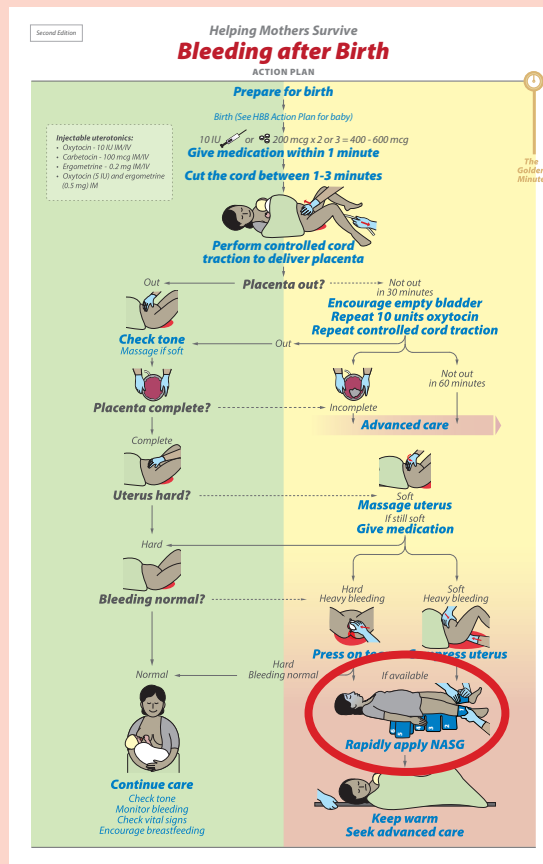 Second Edition
Helping Mothers Survive
Bleeding after Birth
ACTION PLAN
Prepare for birth
Birth (See HBB Action Plan for baby)
Injectable uterotonics:
• Oxytocin - 10 IU IM/IV
• Carbetocin - 100 mcg IM/IV
• Ergometrine – 0.2 mg IM/IV
• Oxytocin (5 IU) and ergometrine
(0.5 mg) IM
10 IU or 200 mcg x 2 or 3 = 400 - 600 mcg
Give medication within 1 minute
The
Golden
Minute
Cut the cord between 1-3 minutes
Perform controlled cord
traction to deliver placenta
Out
Placenta out?
Not out
in 30 minutes
Encourage empty bladder
Repeat 10 units oxytocin
Repeat controlled cord traction
Check tone
Massage if soft
Out
Not out
in 60 minutes
Placenta complete?
Incomplete
Advanced care
Complete
Uterus hard?
Soft
Massage uterus
If still soft
Give medication
Hard
Bleeding normal?
Hard
Heavy bleeding
Soft
Heavy bleeding
Press on
uterus
Normal
Hard
Bleeding normal
If available
5
4
3
2
Rapidly apply NASG
Continue care
Check tone
Monitor bleeding
Check vital signs
Encourage breastfeeding
Keep warm
Seek advanced care